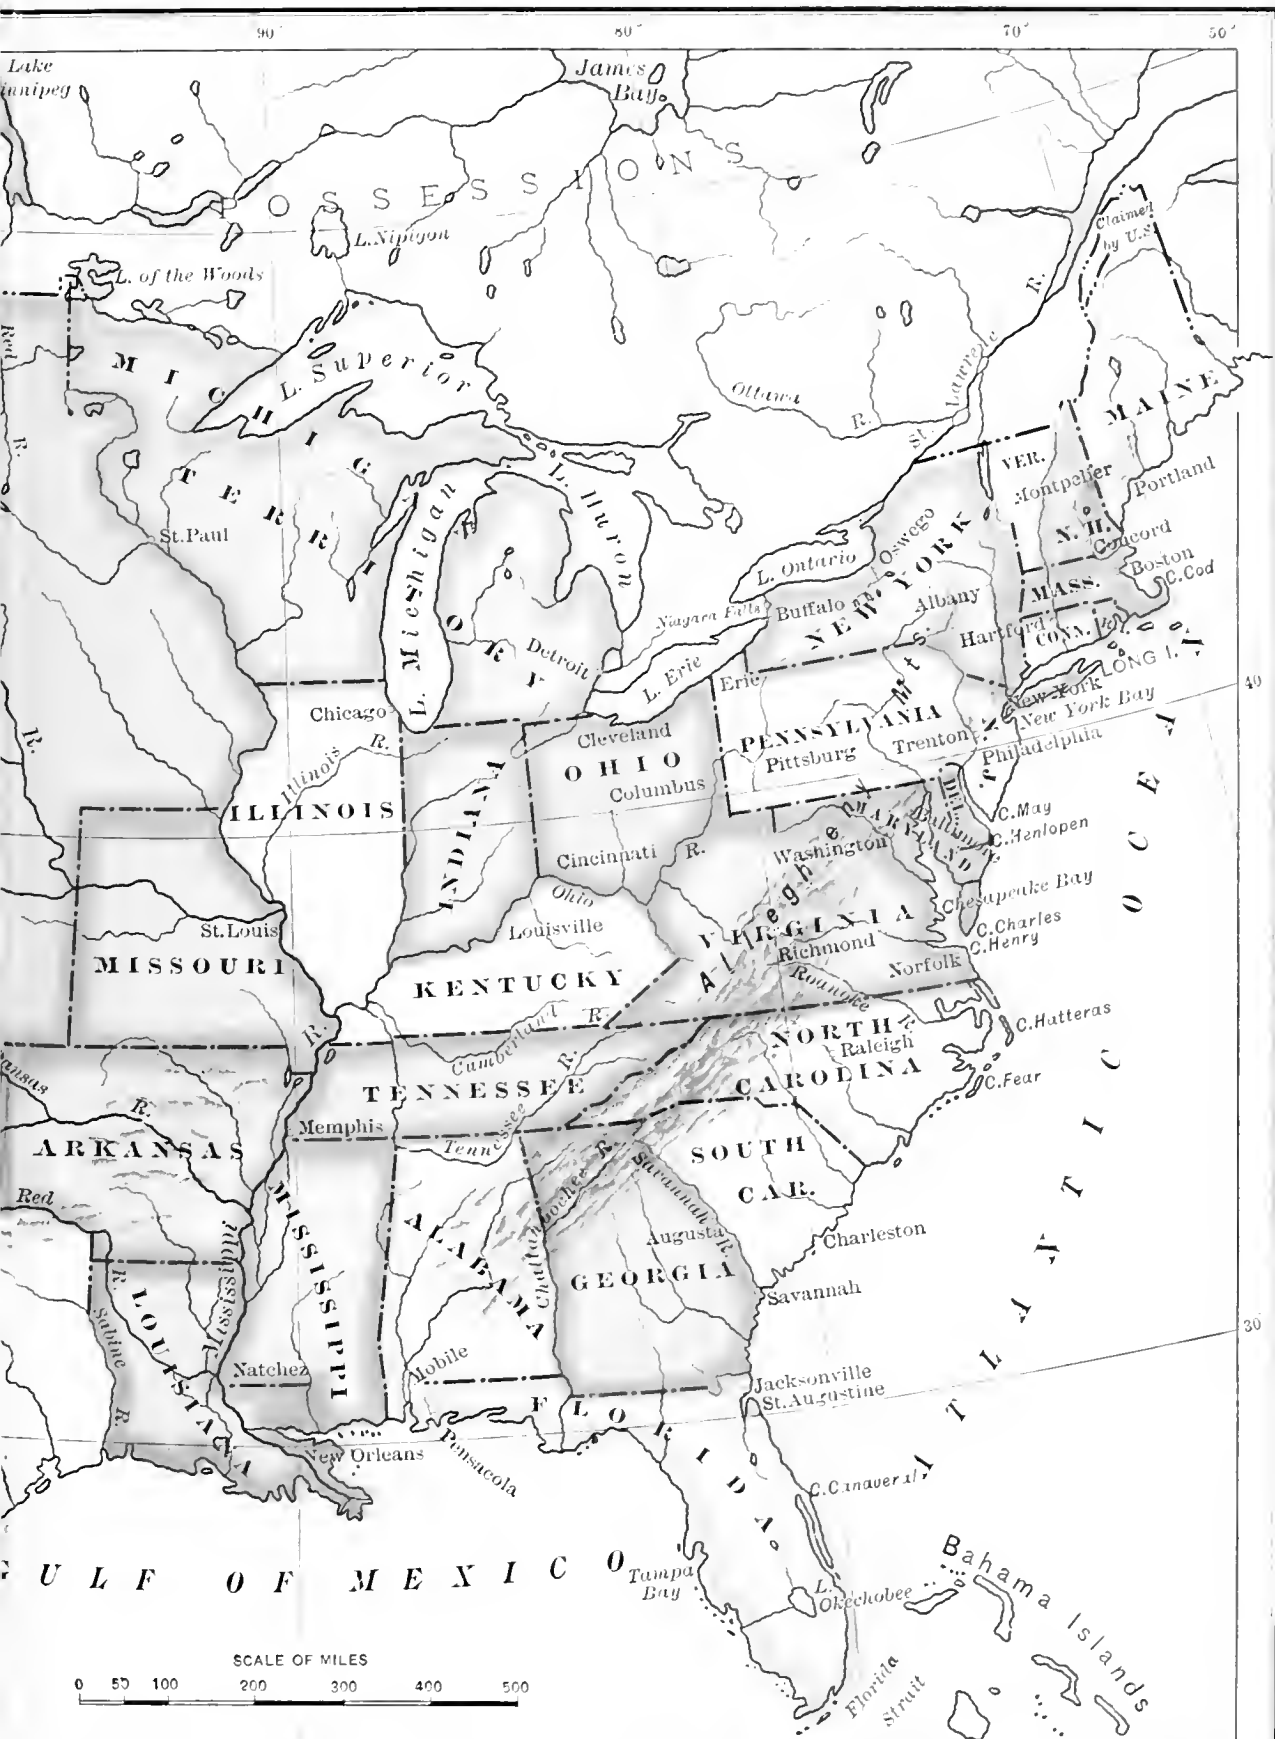 90°
80°
70°
50°
Lake
innipeg
James
Bay
POSSESSIONS
L. Nipigon
L. of the Woods
Claimed
by U.S.
R.
Red
R.
MICHIGAN
TERRITORY
L. Superior
Ottawa
R.
St. Lawrence
MAINE
VER.
Montpelier
Portland
N. H.
Concord
Boston
C. Cod
MASS.
St. Paul
L. Michigan
L. Huron
L. Ontario
Oswego
NEW YORK
Niagara Falls
Buffalo
Albany
Hartford
CONN.
R.I.
LONG I.
Detroit
L. Erie
Erie
New York
New York Bay
40
Chicago
Illinois R.
Cleveland
OHIO
Columbus
PENNSYLVANIA
Pittsburg
Trenton
Philadelphia
N. J.
Mts.
R.
ILLINOIS
INDIANA
DEL.
MARYLAND
Baltimore
C. May
C. Henlopen
Cincinnati
R.
Washington
Ohio
Chesapeake Bay
Allegheny
St. Louis
Louisville
VIRGINIA
Richmond
C. Charles
C. Henry
MISSOURI
KENTUCKY
Norfolk
Roanoke R.
R.
Cumberland R.
NORTH
Raleigh
C. Hatteras
CAROLINA
C. Fear
ansas
R.
TENNESSEE
R.
Memphis
Tennessee
ARKANSAS
SOUTH
CAR.
Red
R.
MISSISSIPPI
Mississippi
ALABAMA
Chattahoochee R.
Savannah R.
Augusta
Charleston
GEORGIA
Savannah
LOUISIANA
Sabine
R.
Natchez
Mobile
Jacksonville
St. Augustine
30
FLORIDA
New Orleans
Pensacola
C. Canaveral
ATLANTIC OCEAN
GULF OF MEXICO
Tampa
Bay
L.
Okechobee
Bahama Islands
Florida
Strait
SCALE OF MILES
0 50 100 200 300 400 500